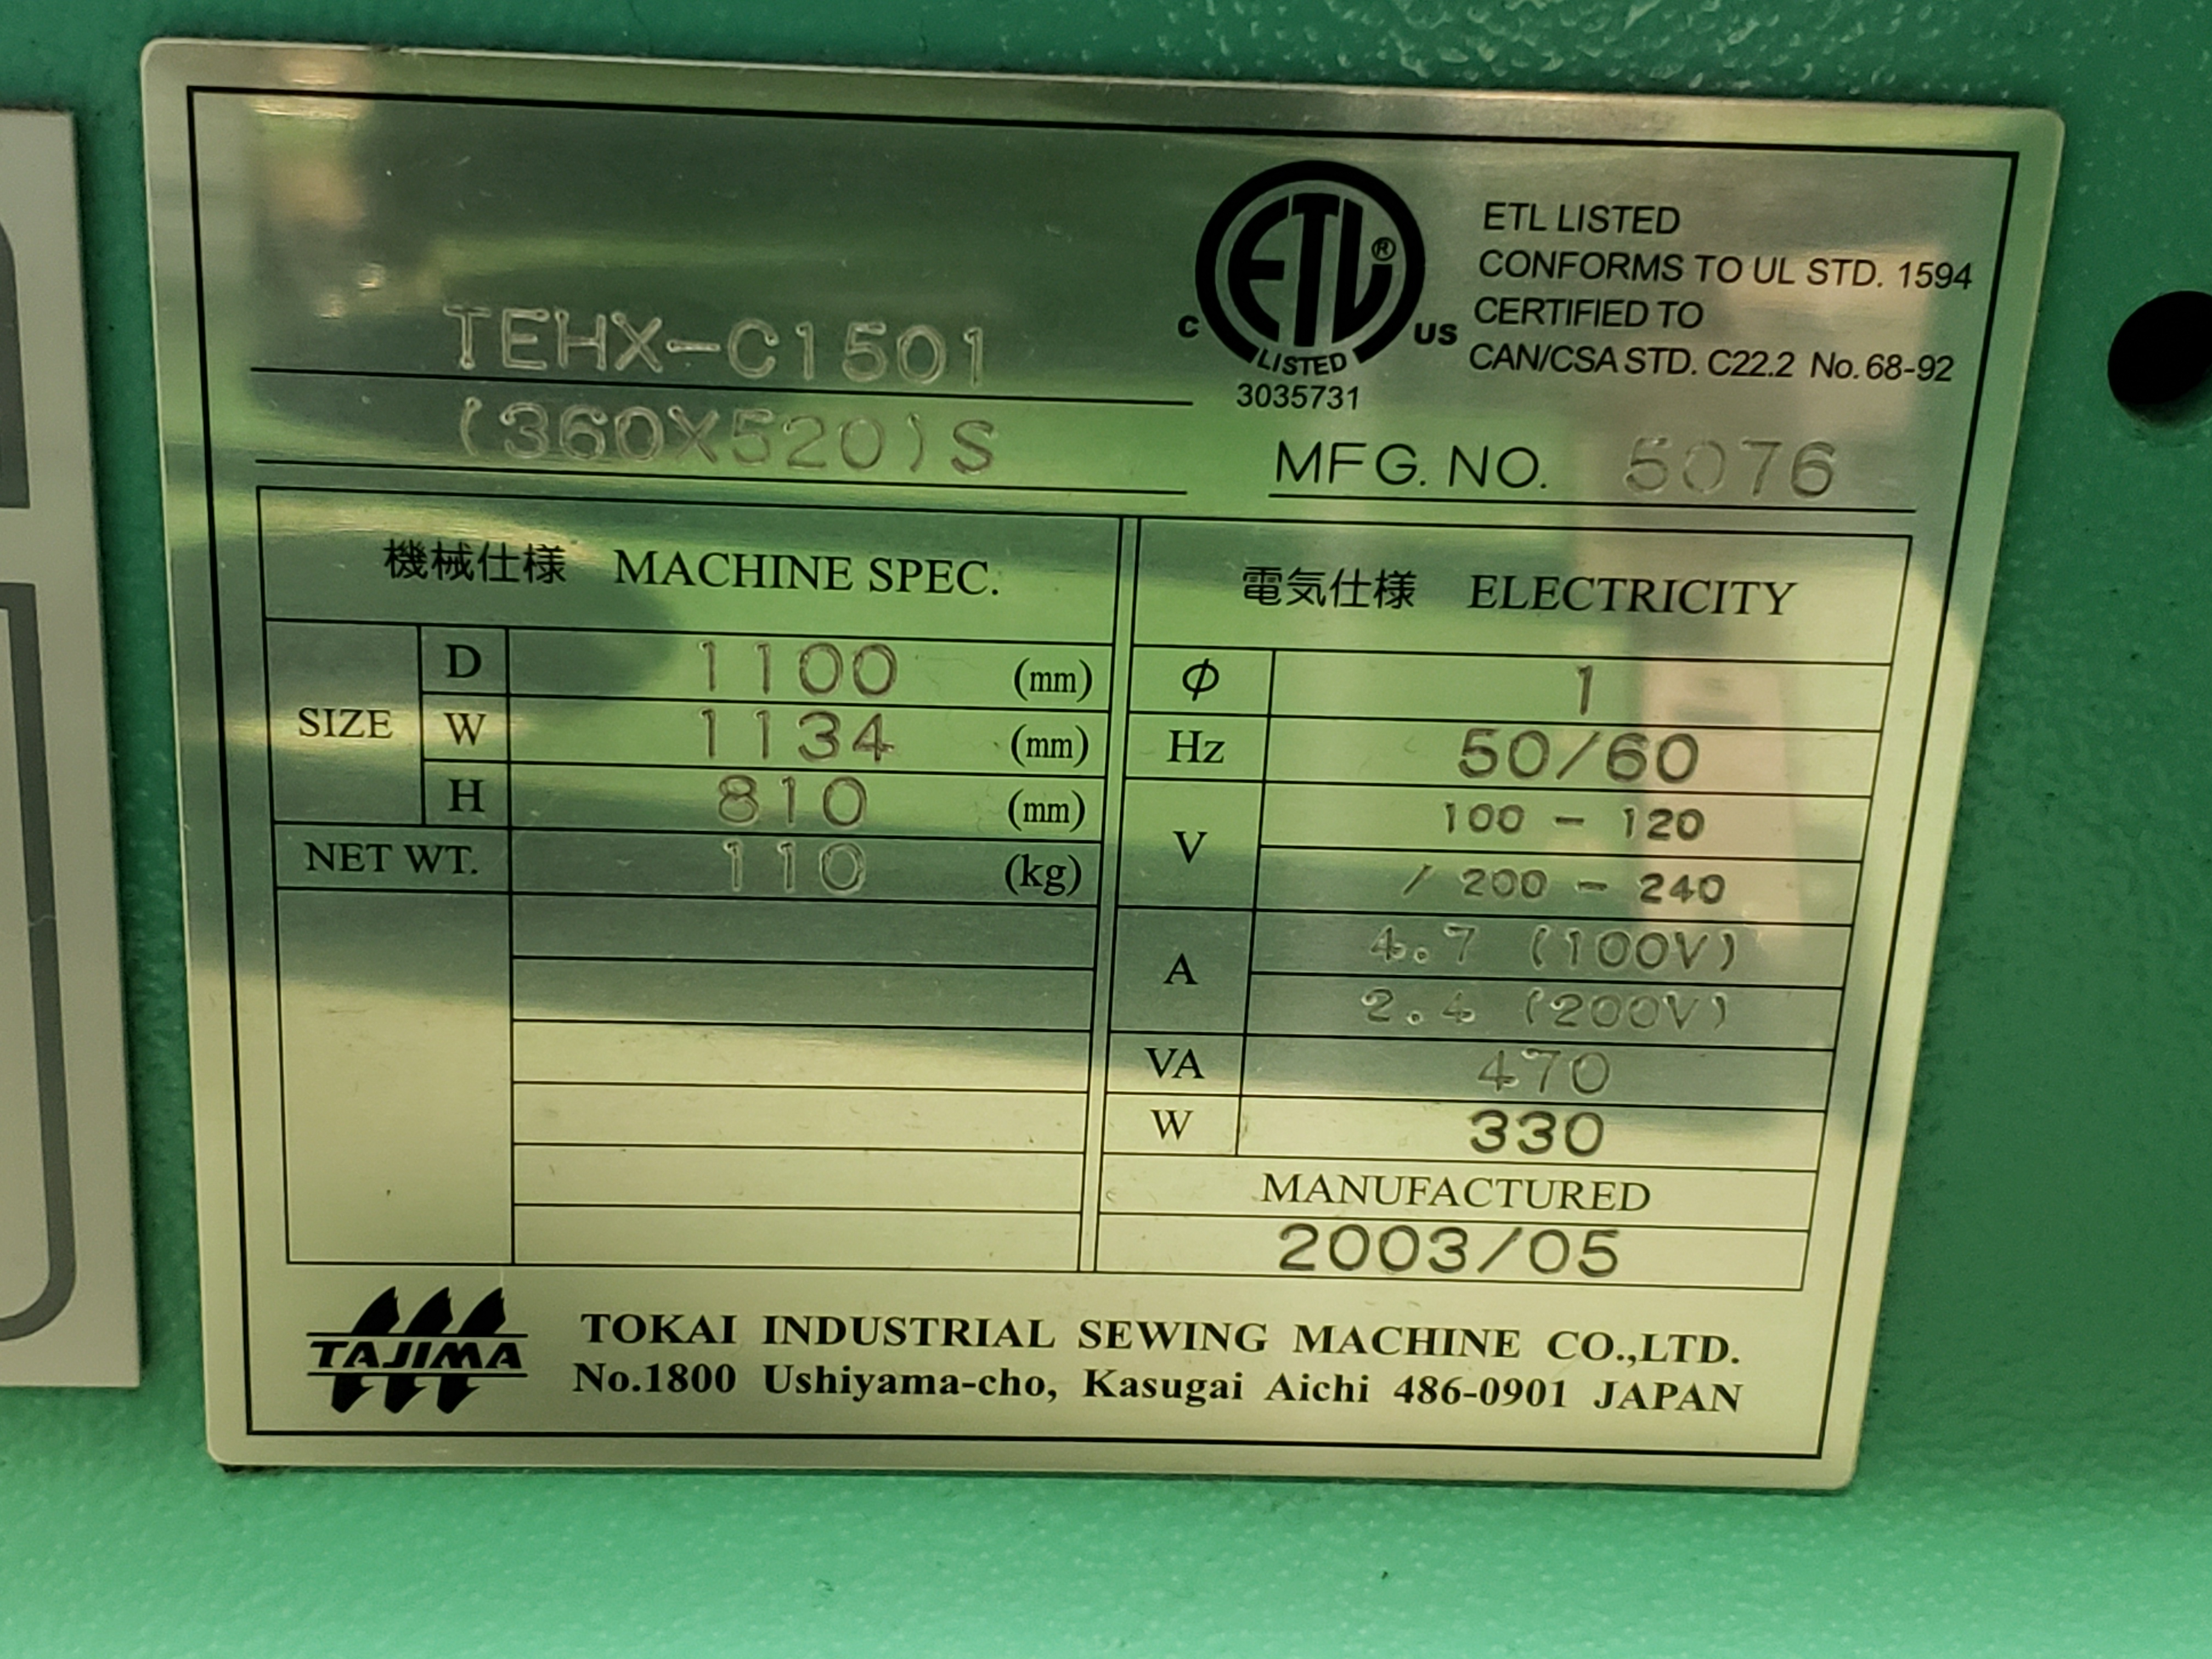 TEHX-C1501
(360X520)S
ETL®
C US
LISTED
3035731
ETL LISTED
CONFORMS TO UL STD. 1594
CERTIFIED TO
CAN/CSA STD. C22.2 No.68-92
MFG. NO. 5076
機械仕様 MACHINE SPEC.
SIZE
D 1100 (mm)
W 1134 (mm)
H 810 (mm)
NET WT. 110 (kg)
電気仕様 ELECTRICITY
Φ 1
Hz 50/60
V 100 - 120
/ 200 - 240
A 4.7 (100V)
2.4 (200V)
VA 470
W 330
MANUFACTURED
2003/05
TAJIMA
TOKAI INDUSTRIAL SEWING MACHINE CO.,LTD.
No.1800 Ushiyama-cho, Kasugai Aichi 486-0901 JAPAN